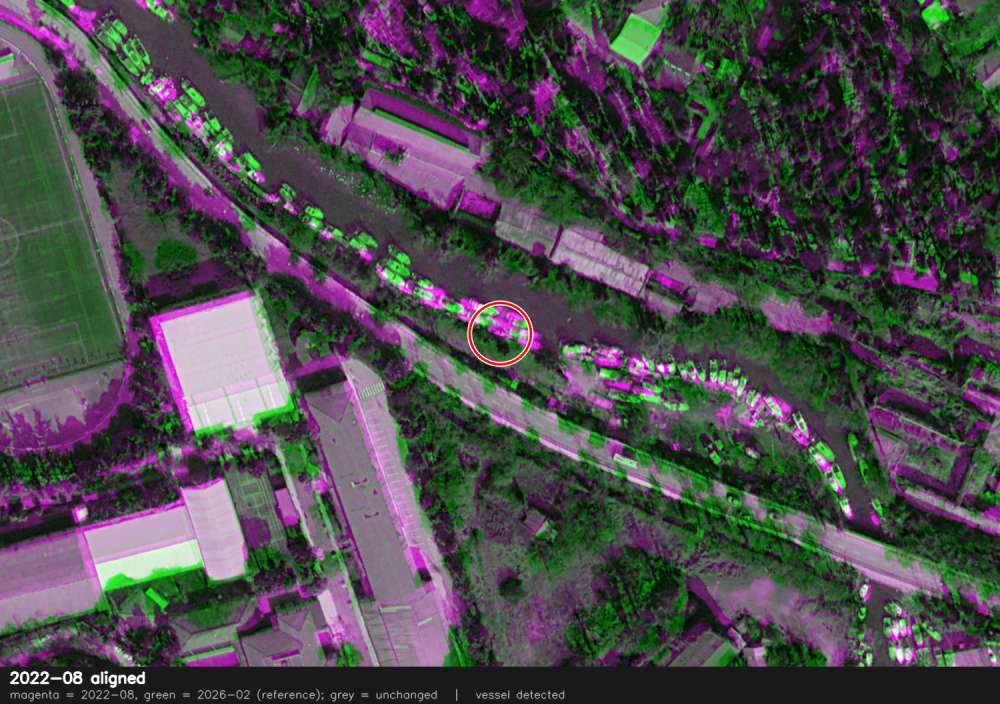 2022-08 aligned
magenta = 2022-08, green = 2026-02 (reference); grey = unchanged | vessel detected